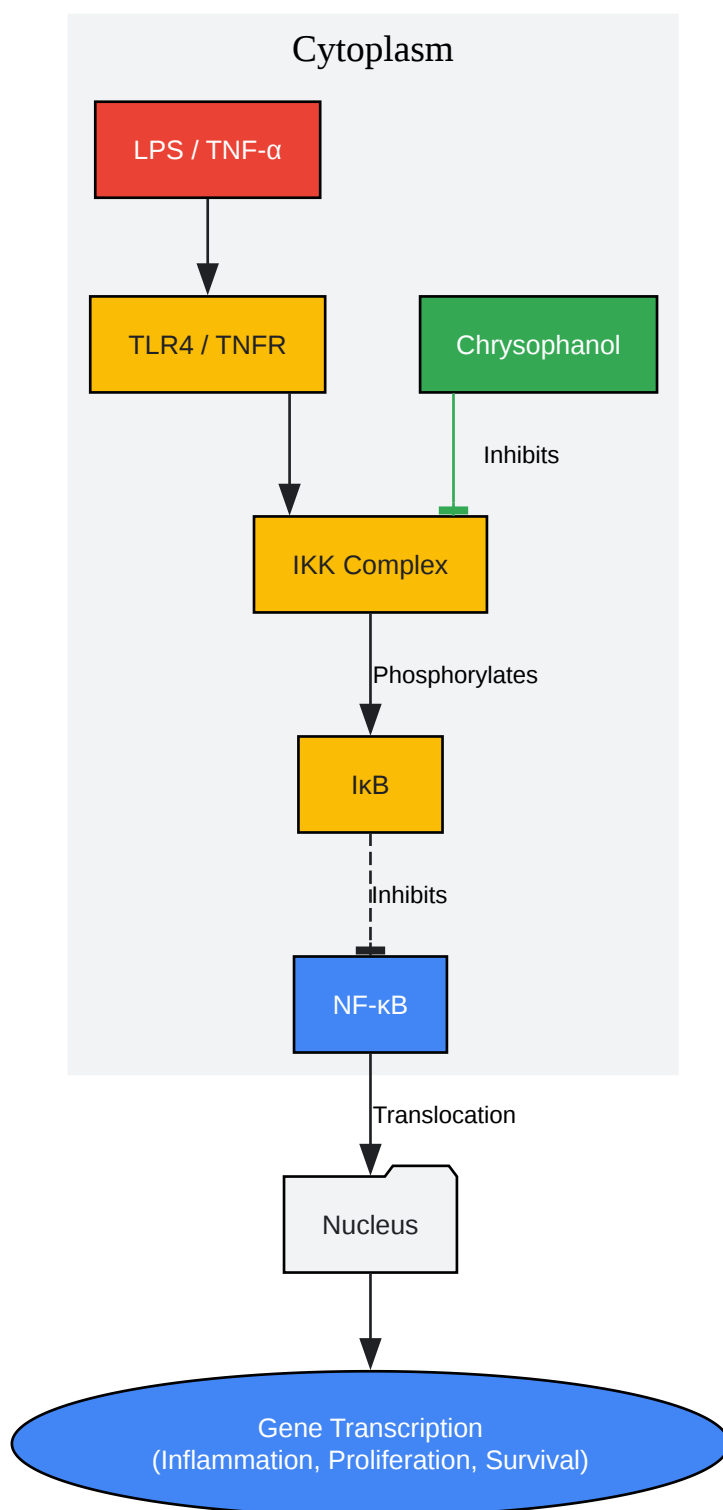 Cytoplasm
LPS / TNF-α
TLR4 / TNFR
Chrysophanol
Inhibits
IKK Complex
Phosphorylates
IκB
Inhibits
NF-κB
Translocation
Nucleus
Gene Transcription
(Inflammation, Proliferation, Survival)